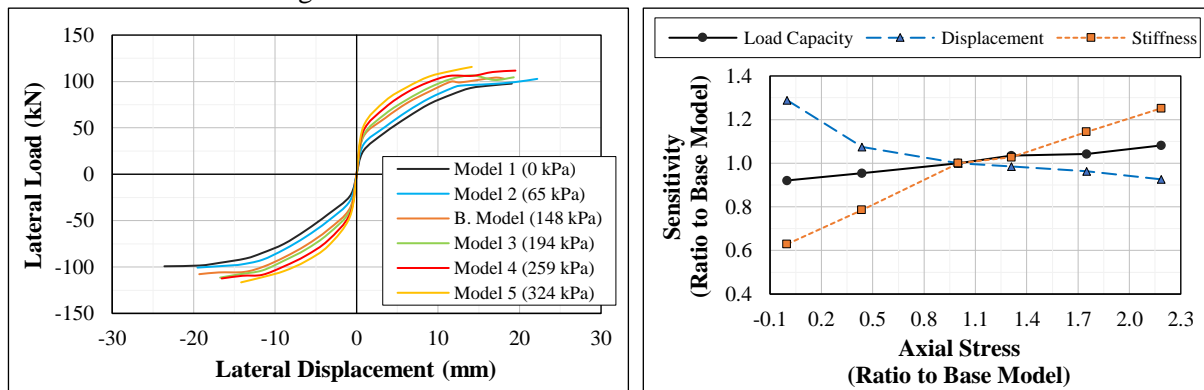 150
100
50
0
-50
-100
-150
-30
-20
-10
0
10
20
30
Lateral Load (kN)
Lateral Displacement (mm)
Model 1 (0 kPa)
Model 2 (65 kPa)
B. Model (148 kPa)
Model 3 (194 kPa)
Model 4 (259 kPa)
Model 5 (324 kPa)
Load Capacity
Displacement
Stiffness
1.4
1.2
1.0
0.8
0.6
0.4
-0.1
0.2
0.5
0.8
1.1
1.4
1.7
2.0
2.3
Sensitivity
(Ratio to Base Model)
Axial Stress
(Ratio to Base Model)